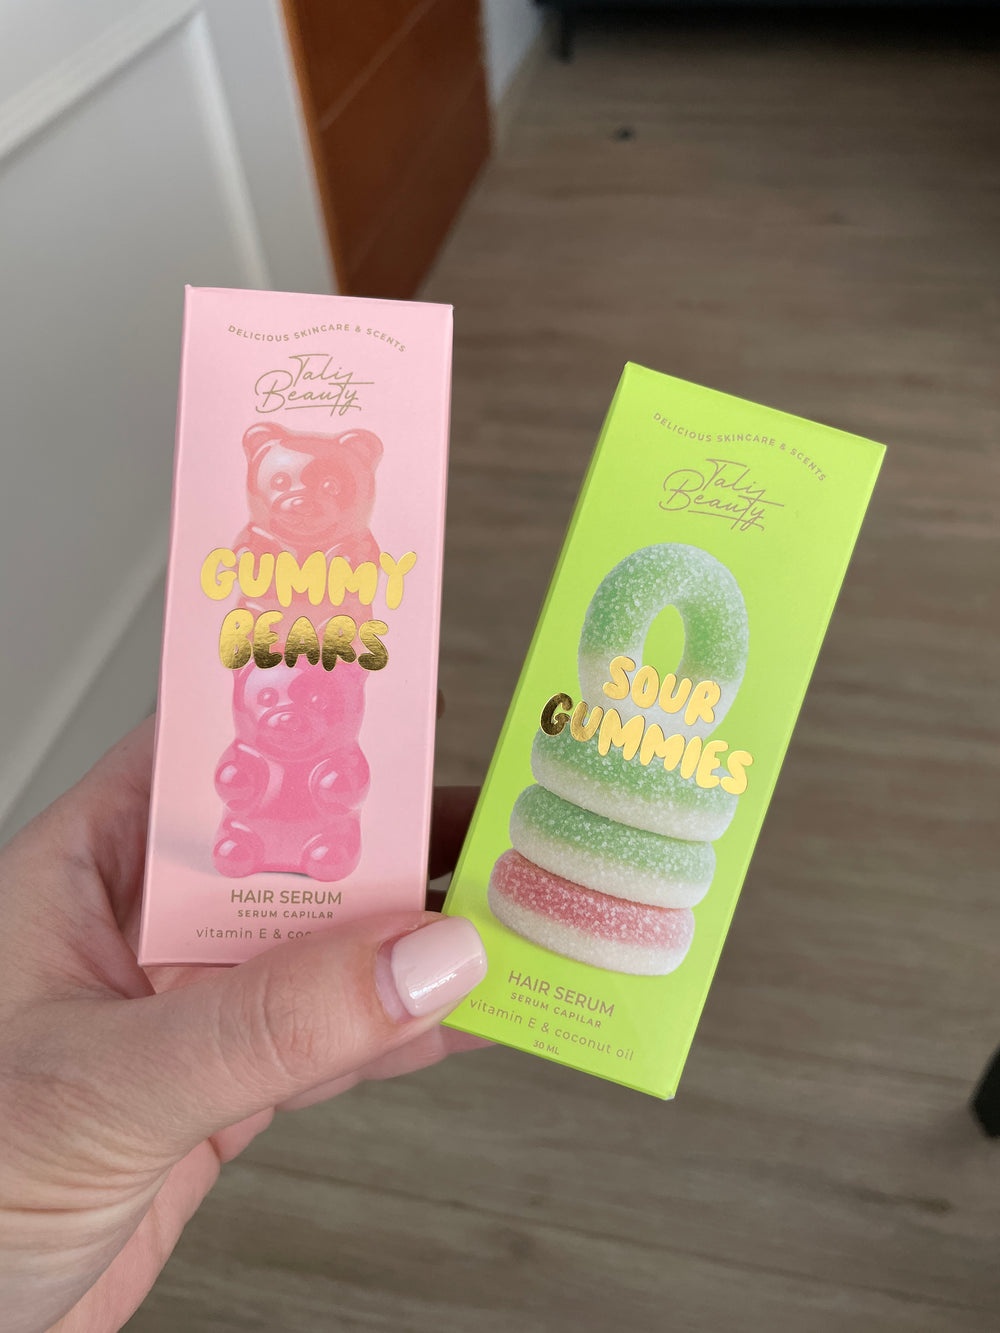 DELICIOUS SKINCARE & SCENTS
Tali
Beauty
GUMMY
BEARS
HAIR SERUM
SERUM CAPILAR
vitamin E &
DELICIOUS SKINCARE & SCENTS
Tali
Beauty
SOUR
GUMMIES
HAIR SERUM
SERUM CAPILAR
vitamin E & coconut oil
30 ML